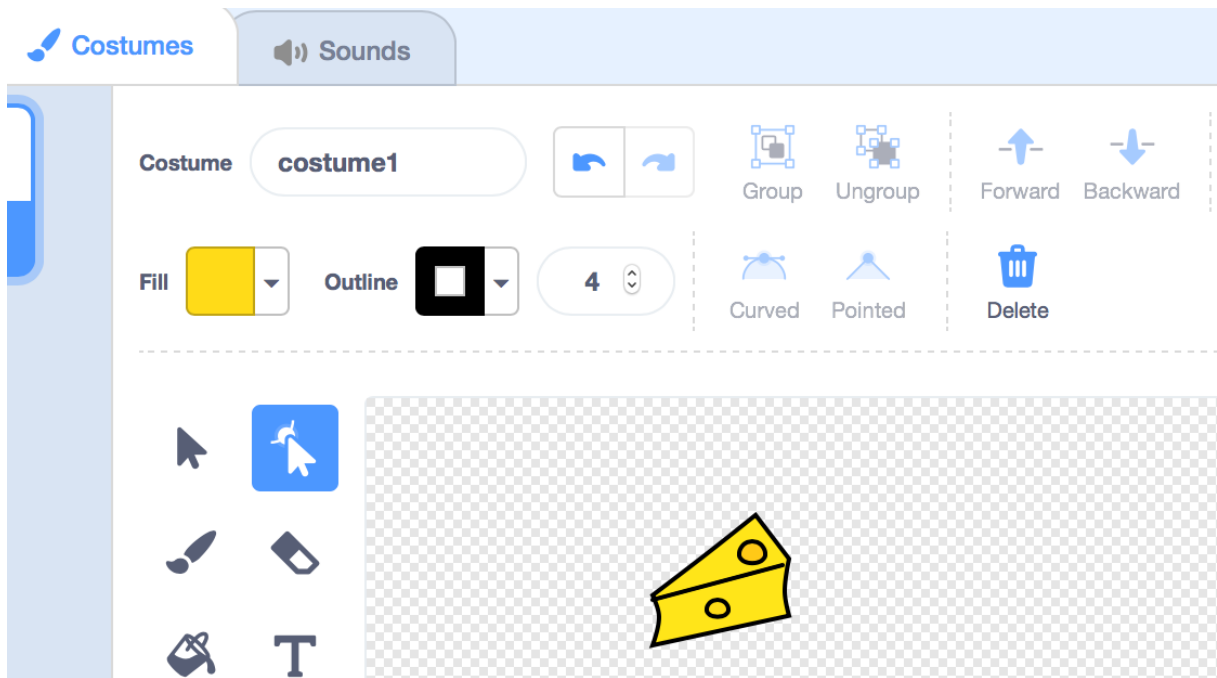 Costumes
Sounds
Costume costume1
Group Ungroup Forward Backward
Fill Outline 4
Curved Pointed Delete
T